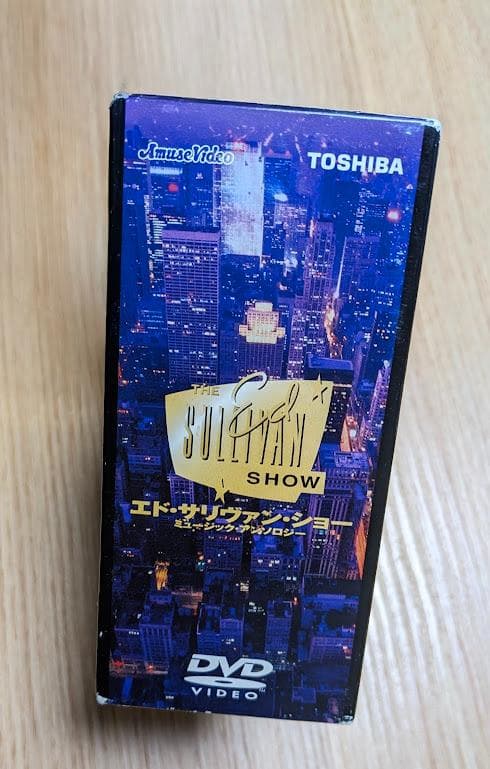 AmuseVideo
TOSHIBA
THE Ed
SULLIVAN
SHOW
エド・サリヴァン・ショー
ミュージック・アンソロジー
DVD
VIDEO